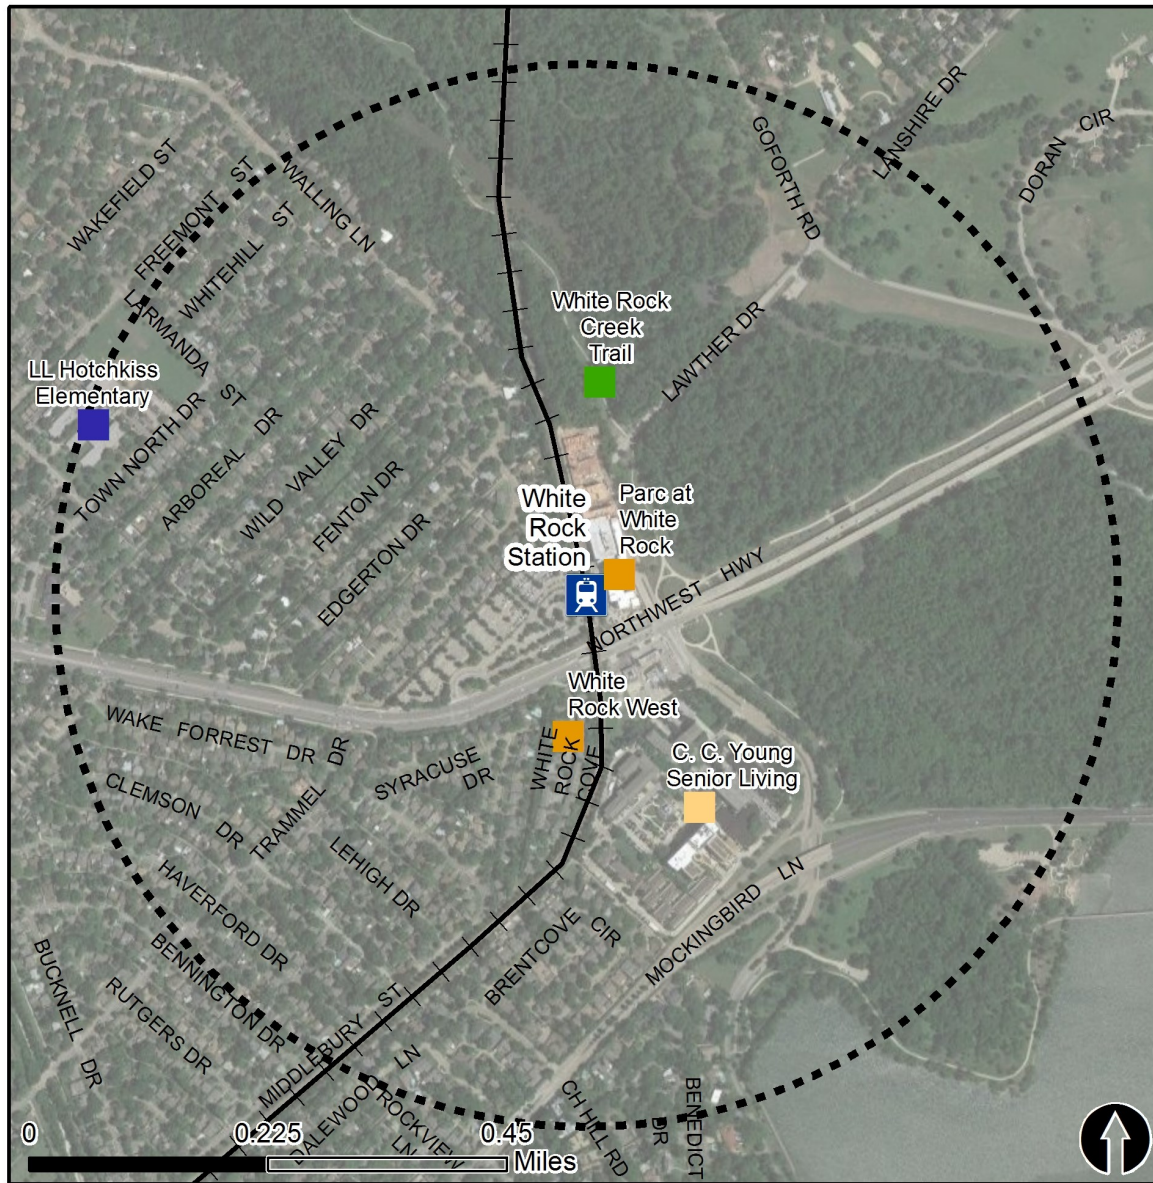 LANSHIRE DR
DORAN CIR
GOFORTH RD
WAKEFIELD ST
FREEMONT ST
WALLING LN
WHITEHILL ST
LARMANDA ST
White Rock
Creek
Trail
LAWTHER DR
LL Hotchkiss
Elementary
TOWN NORTH DR
ARBOREAL DR
WILD VALLEY DR
FENTON DR
EDGERTON DR
White
Rock
Station
Parc at
White
Rock
NORTHWEST HWY
White
Rock West
WAKE FORREST DR
SYRACUSE
DR
WHITE
ROCK
COVE
C. C. Young
Senior Living
CLEMSON DR
TRAMMEL DR
LEHIGH DR
HAVERFORD DR
MOCKINGBIRD LN
BRENTCOVE CIR
BENNINGTON DR
BUCKNELL DR
RUTGERS DR
MIDDLEBURY ST
DALEWOOD LN
ROCKVIEW
LN
CH HILL RD
BENEDICT
DR
0 0.225 0.45
Miles